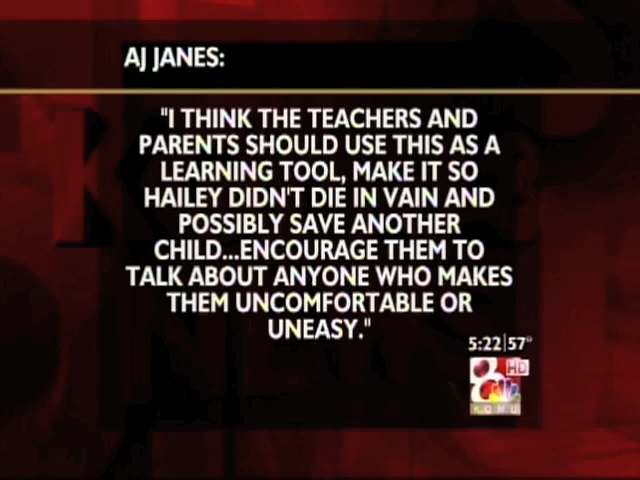 AJ JANES:
"I THINK THE TEACHERS AND
PARENTS SHOULD USE THIS AS A
LEARNING TOOL, MAKE IT SO
HAILEY DIDN'T DIE IN VAIN AND
POSSIBLY SAVE ANOTHER
CHILD...ENCOURAGE THEM TO
TALK ABOUT ANYONE WHO MAKES
THEM UNCOMFORTABLE OR
UNEASY."
5:22|57°
8 HD
KOMU